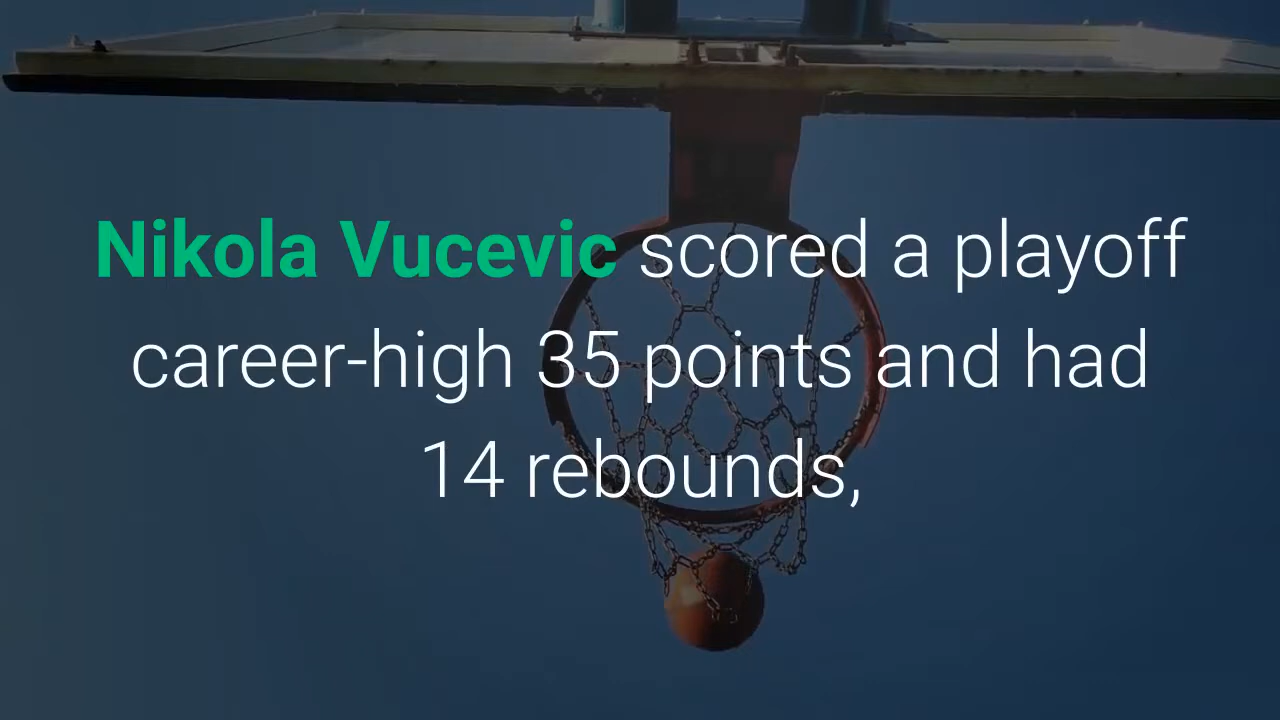 Nikola Vucevic scored a playoff
career-high 35 points and had
14 rebounds,